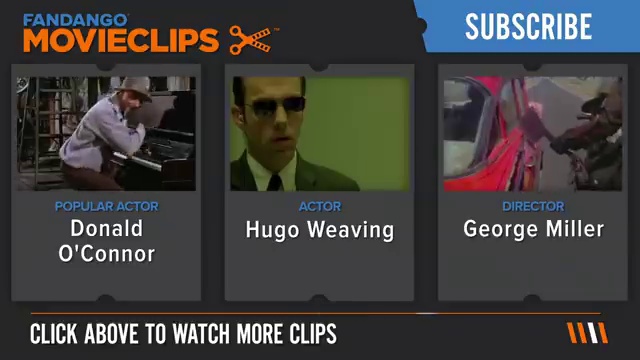 FANDANGO
MOVIECLIPS
SUBSCRIBE
POPULAR ACTOR
Donald
O'Connor
ACTOR
Hugo Weaving
DIRECTOR
George Miller
CLICK ABOVE TO WATCH MORE CLIPS